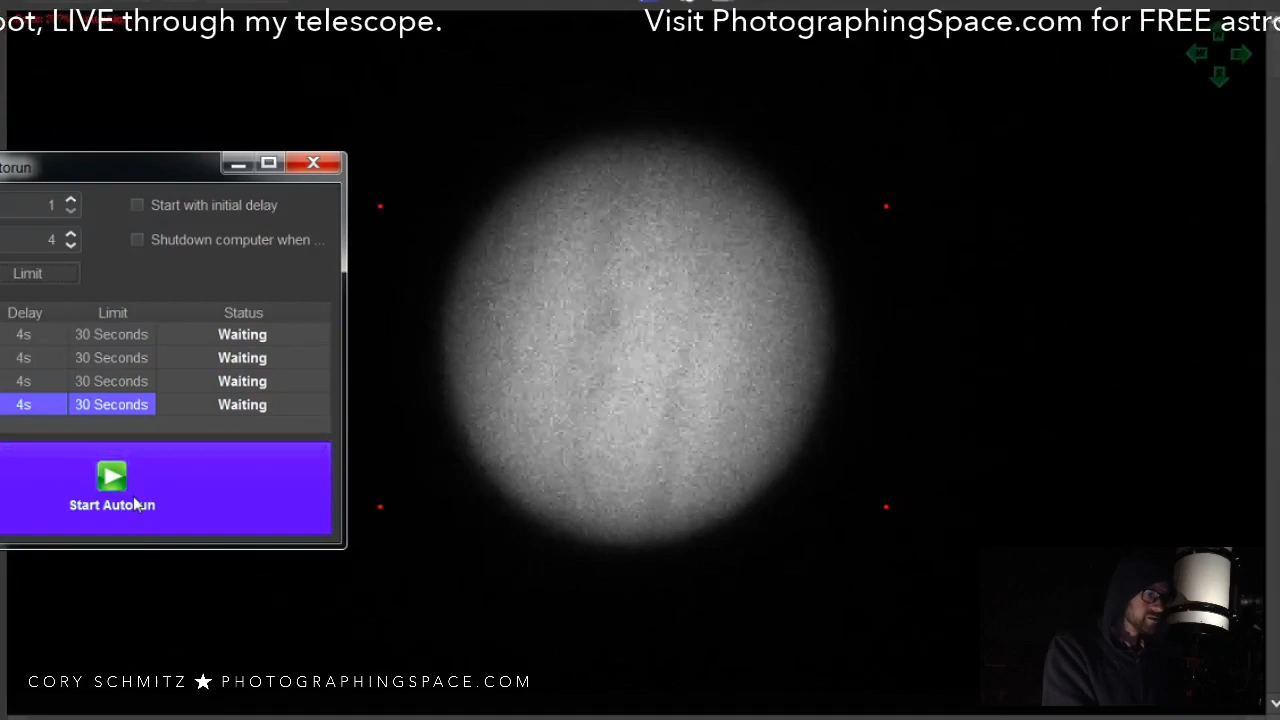 oot, LIVE through my telescope.
Visit PhotographingSpace.com for FREE astro
torun
1
Start with initial delay
4
Shutdown computer when ...
Limit
Delay Limit Status
4s 30 Seconds Waiting
4s 30 Seconds Waiting
4s 30 Seconds Waiting
4s 30 Seconds Waiting
Start Autorun
CORY SCHMITZ ★ PHOTOGRAPHINGSPACE.COM